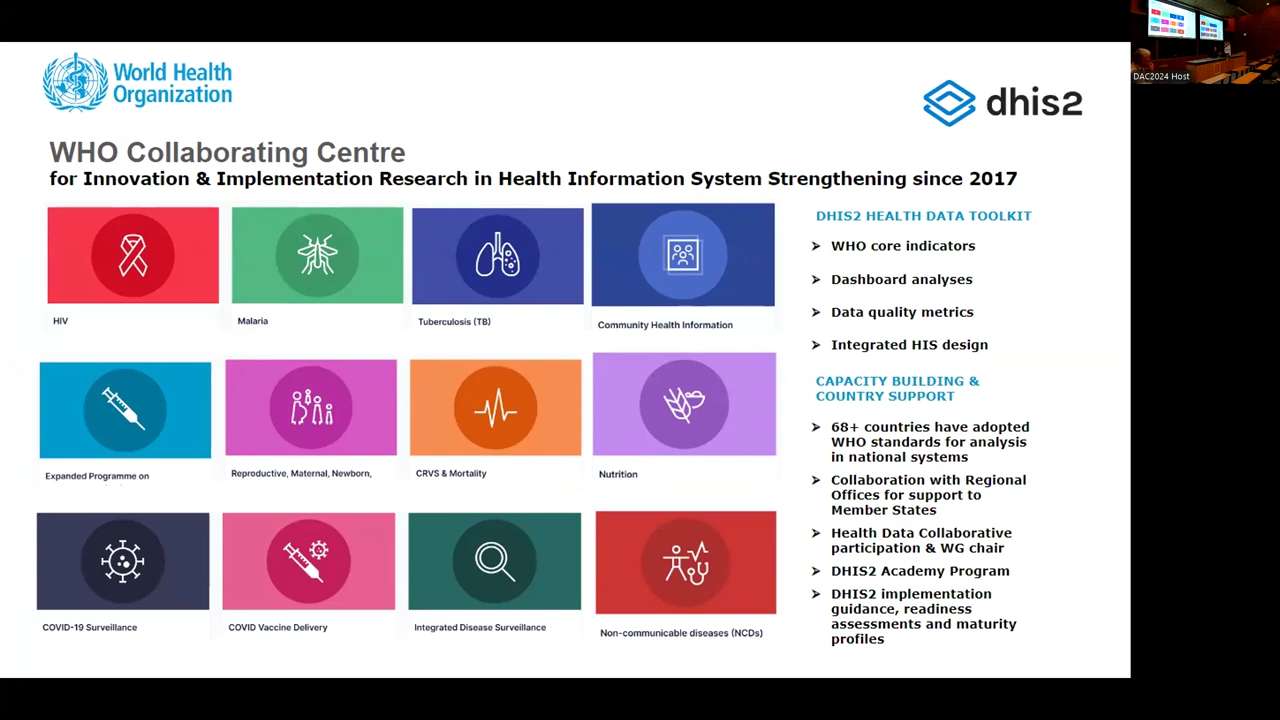 World Health
Organization
dhis2
DAC2024 Host
WHO Collaborating Centre
for Innovation & Implementation Research in Health Information System Strengthening since 2017
HIV
Malaria
Tuberculosis (TB)
Community Health Information
Expanded Programme on
Reproductive, Maternal, Newborn,
CRVS & Mortality
Nutrition
COVID-19 Surveillance
COVID Vaccine Delivery
Integrated Disease Surveillance
Non-communicable diseases (NCDs)
DHIS2 HEALTH DATA TOOLKIT
➢ WHO core indicators
➢ Dashboard analyses
➢ Data quality metrics
➢ Integrated HIS design
CAPACITY BUILDING &
COUNTRY SUPPORT
➢ 68+ countries have adopted
WHO standards for analysis
in national systems
➢ Collaboration with Regional
Offices for support to
Member States
➢ Health Data Collaborative
participation & WG chair
➢ DHIS2 Academy Program
➢ DHIS2 implementation
guidance, readiness
assessments and maturity
profiles